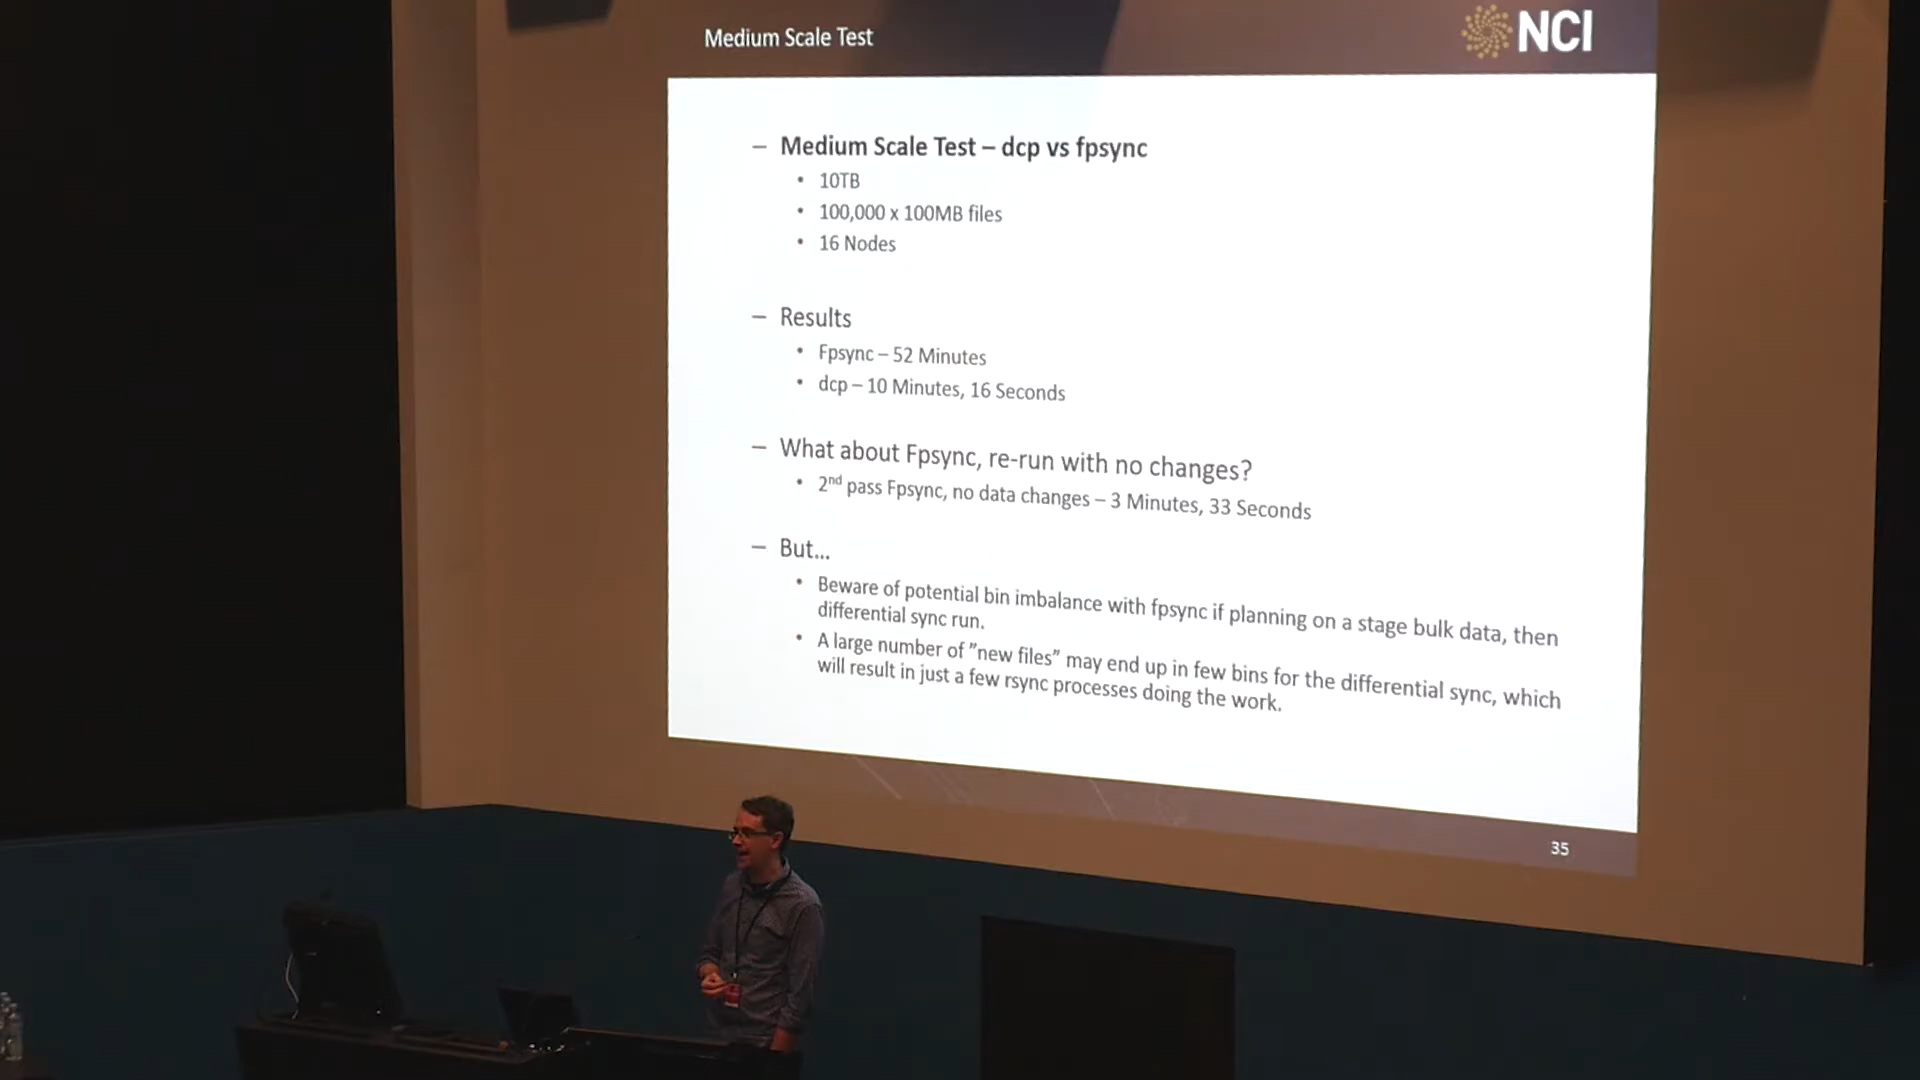 Medium Scale Test
NCI
– Medium Scale Test – dcp vs fpsync
• 10TB
• 100,000 x 100MB files
• 16 Nodes
– Results
• Fpsync – 52 Minutes
• dcp – 10 Minutes, 16 Seconds
– What about Fpsync, re-run with no changes?
• 2nd pass Fpsync, no data changes – 3 Minutes, 33 Seconds
– But...
• Beware of potential bin imbalance with fpsync if planning on a stage bulk data, then
differential sync run.
• A large number of ”new files” may end up in few bins for the differential sync, which
will result in just a few rsync processes doing the work.
35